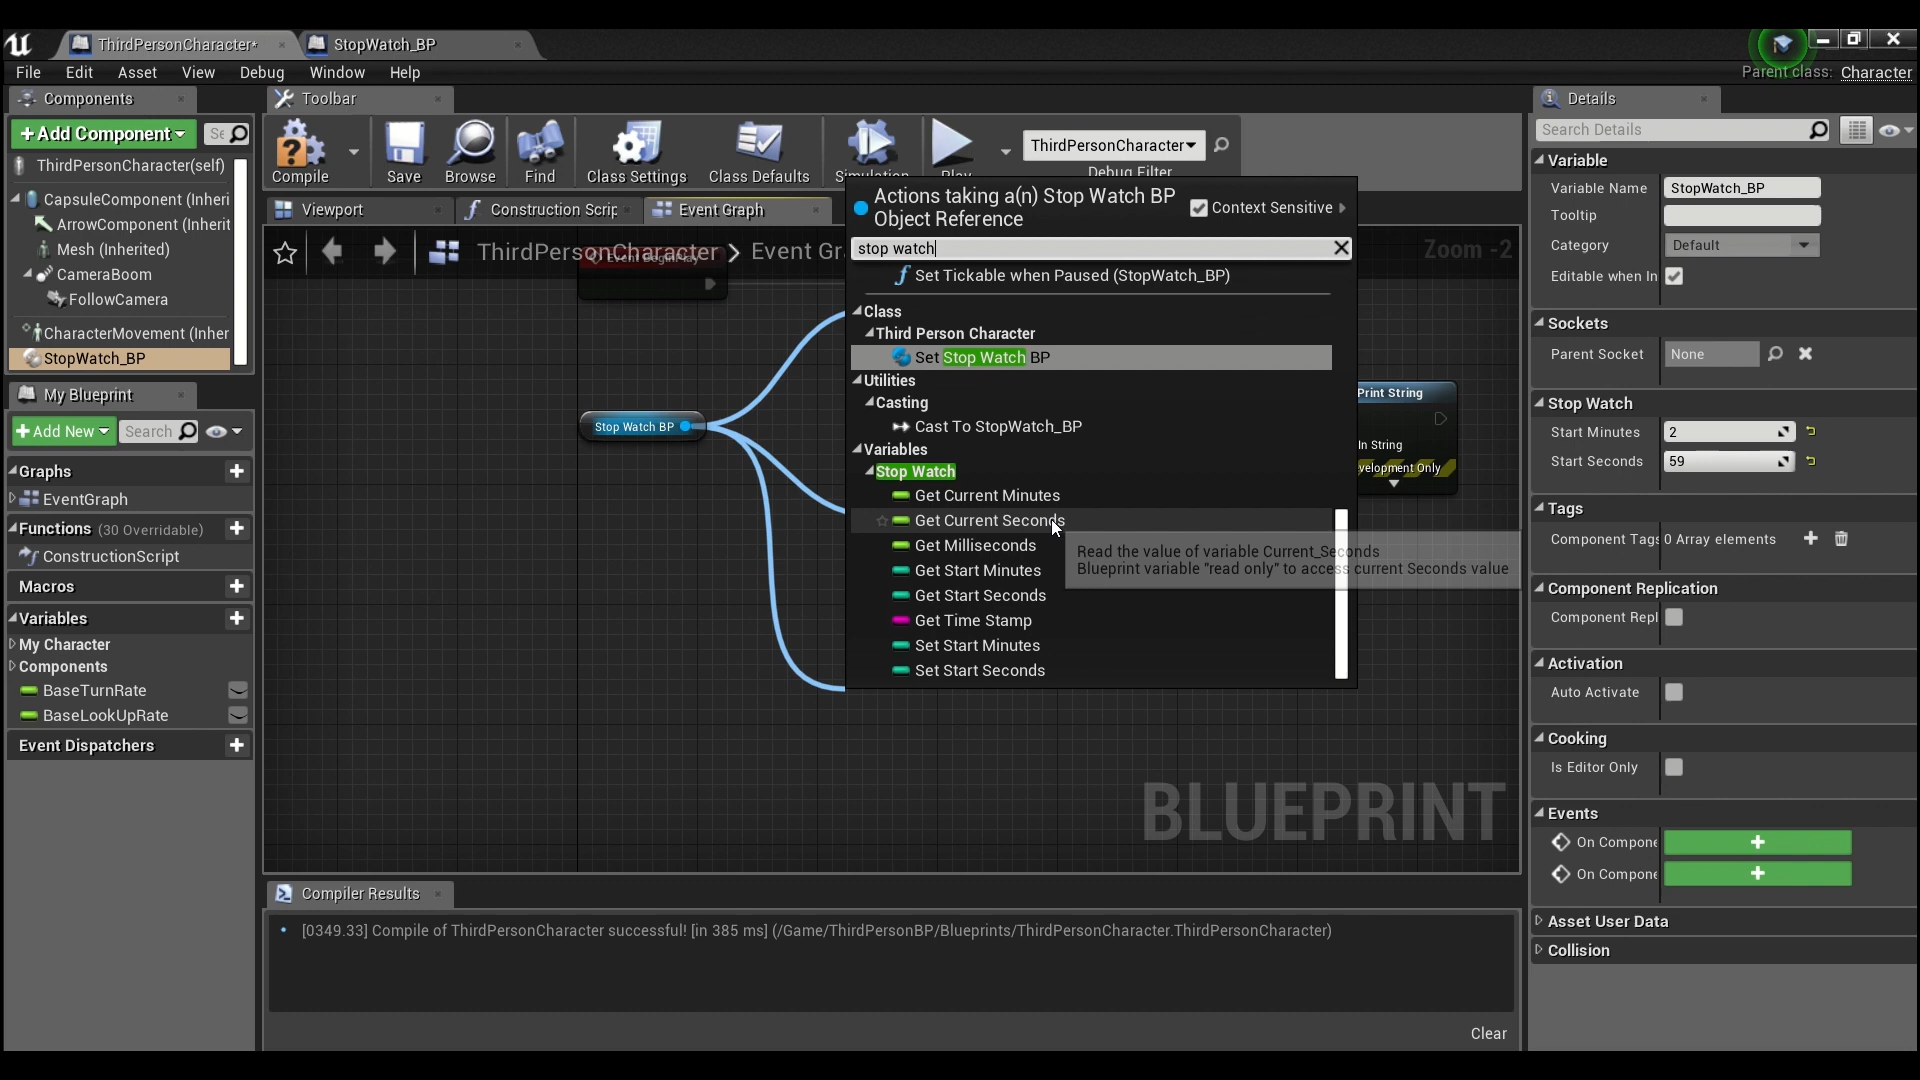 ThirdPersonCharacter*
StopWatch_BP
File Edit Asset View Debug Window Help
Parent class: Character
Components
+Add Component
Se
ThirdPersonCharacter(self)
CapsuleComponent (Inheri
ArrowComponent (Inherit
Mesh (Inherited)
CameraBoom
FollowCamera
CharacterMovement (Inher
StopWatch_BP
My Blueprint
+Add New
Search
Graphs
EventGraph
Functions (30 Overridable)
ConstructionScript
Macros
Variables
My Character
Components
BaseTurnRate
BaseLookUpRate
Event Dispatchers
Toolbar
Compile
Save
Browse
Find
Class Settings
Class Defaults
Simulation
Play
ThirdPersonCharacter
Debug Filter
Viewport
Construction Scrip
Event Graph
ThirdPersonCharacter > Event Gr
Event BeginPlay
Zoom -2
Stop Watch BP
Print String
In String
velopment Only
BLUEPRINT
Actions taking a(n) Stop Watch BP
Object Reference
Context Sensitive
stop watch
Set Tickable when Paused (StopWatch_BP)
Class
Third Person Character
Set Stop Watch BP
Utilities
Casting
Cast To StopWatch_BP
Variables
Stop Watch
Get Current Minutes
Get Current Seconds
Get Milliseconds
Get Start Minutes
Get Start Seconds
Get Time Stamp
Set Start Minutes
Set Start Seconds
Read the value of variable Current_Seconds
Blueprint variable "read only" to access current Seconds value
Compiler Results
[0349.33] Compile of ThirdPersonCharacter successful! [in 385 ms] (/Game/ThirdPersonBP/Blueprints/ThirdPersonCharacter.ThirdPersonCharacter)
Clear
Details
Search Details
Variable
Variable Name StopWatch_BP
Tooltip
Category Default
Editable when In
Sockets
Parent Socket None
Stop Watch
Start Minutes 2
Start Seconds 59
Tags
Component Tags 0 Array elements
Component Replication
Component Repl
Activation
Auto Activate
Cooking
Is Editor Only
Events
On Compone
On Compone
Asset User Data
Collision